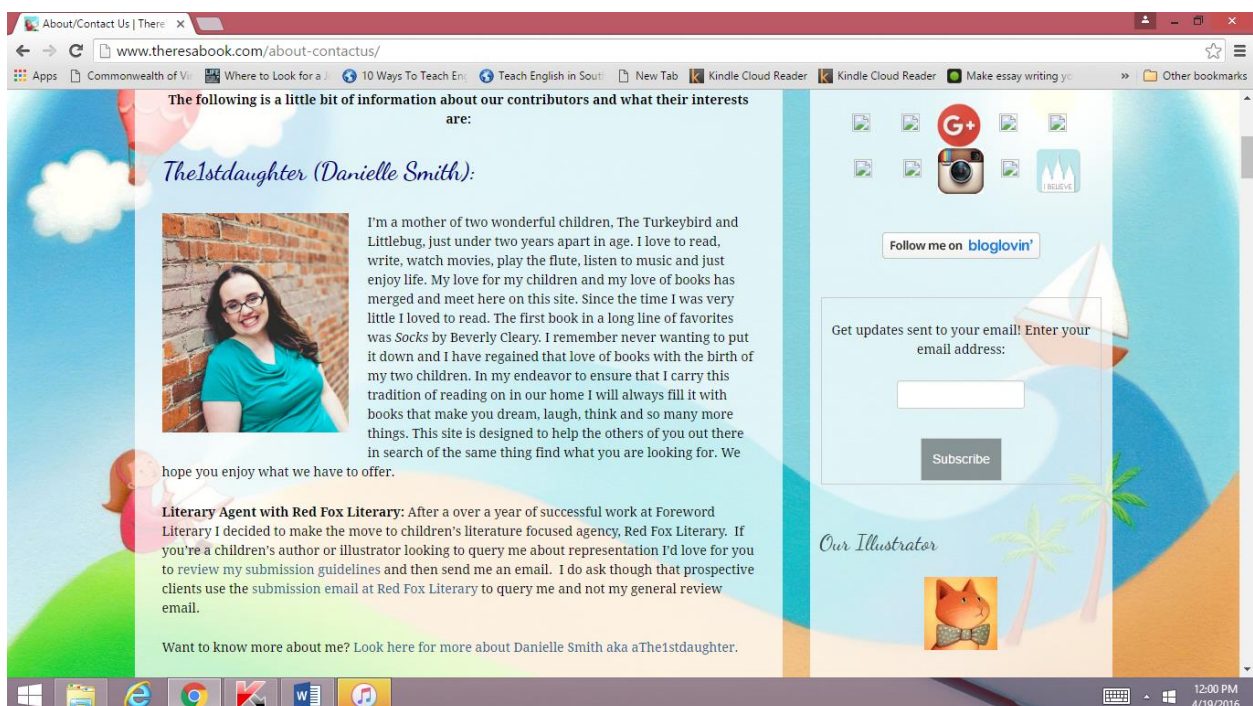 About/Contact Us | There
www.theresabook.com/about-contactus/
Apps
Commonwealth of Vir
Where to Look for a J
10 Ways To Teach Eng
Teach English in South
New Tab
Kindle Cloud Reader
Kindle Cloud Reader
Make essay writing yo
»
Other bookmarks
The following is a little bit of information about our contributors and what their interests
are:
The1stdaughter (Danielle Smith):
I'm a mother of two wonderful children, The Turkeybird and
Littlebug, just under two years apart in age. I love to read,
write, watch movies, play the flute, listen to music and just
enjoy life. My love for my children and my love of books has
merged and meet here on this site. Since the time I was very
little I loved to read. The first book in a long line of favorites
was Socks by Beverly Cleary. I remember never wanting to put
it down and I have regained that love of books with the birth of
my two children. In my endeavor to ensure that I carry this
tradition of reading on in our home I will always fill it with
books that make you dream, laugh, think and so many more
things. This site is designed to help the others of you out there
in search of the same thing find what you are looking for. We
hope you enjoy what we have to offer.
Literary Agent with Red Fox Literary: After a over a year of successful work at Foreword
Literary I decided to make the move to children's literature focused agency, Red Fox Literary. If
you're a children's author or illustrator looking to query me about representation I'd love for you
to review my submission guidelines and then send me an email. I do ask though that prospective
clients use the submission email at Red Fox Literary to query me and not my general review
email.
Want to know more about me? Look here for more about Danielle Smith aka aThe1stdaughter.
G+
I BELIEVE
Follow me on bloglovin'
Get updates sent to your email! Enter your
email address:
Subscribe
Our Illustrator
12:00 PM
4/19/2016